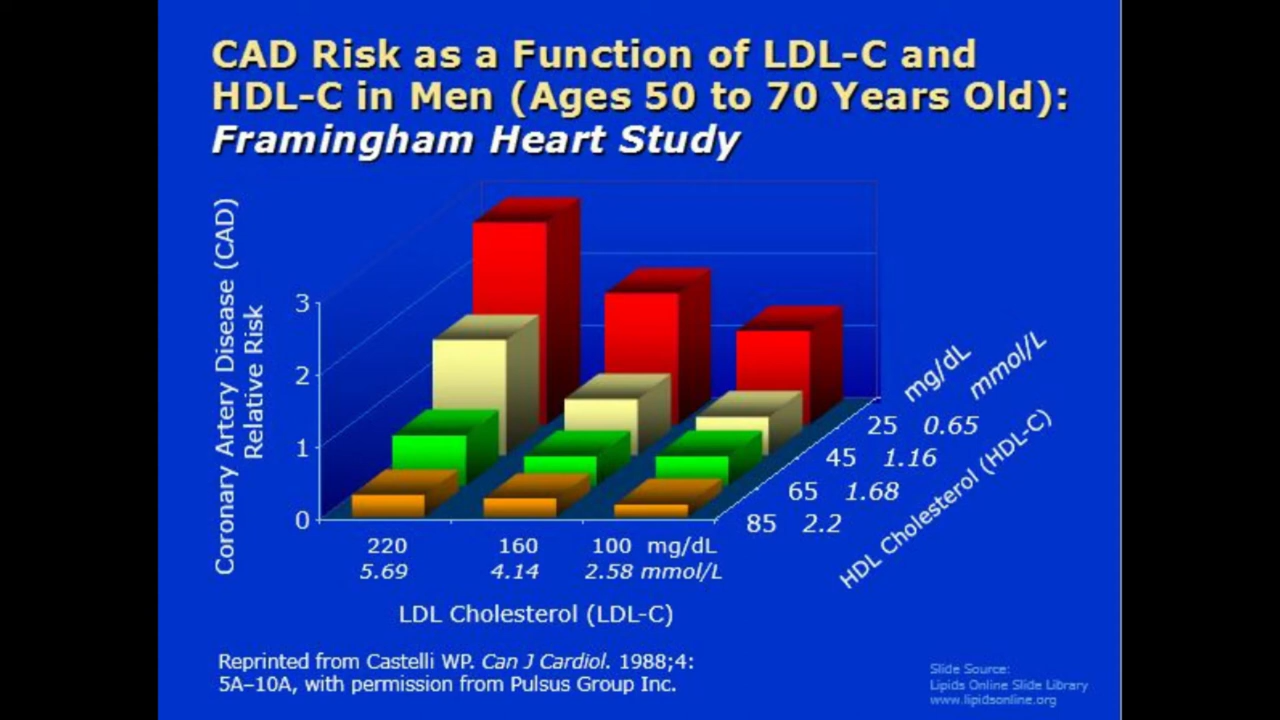 CAD Risk as a Function of LDL-C and
HDL-C in Men (Ages 50 to 70 Years Old):
Framingham Heart Study
Coronary Artery Disease (CAD)
Relative Risk
3
2
1
0
mg/dL mmol/L
25 0.65
45 1.16
65 1.68
85 2.2
HDL Cholesterol (HDL-C)
220 160 100 mg/dL
5.69 4.14 2.58 mmol/L
LDL Cholesterol (LDL-C)
Reprinted from Castelli WP. Can J Cardiol. 1988;4:
5A–10A, with permission from Pulsus Group Inc.
Slide Source:
Lipids Online Slide Library
www.lipidsonline.org